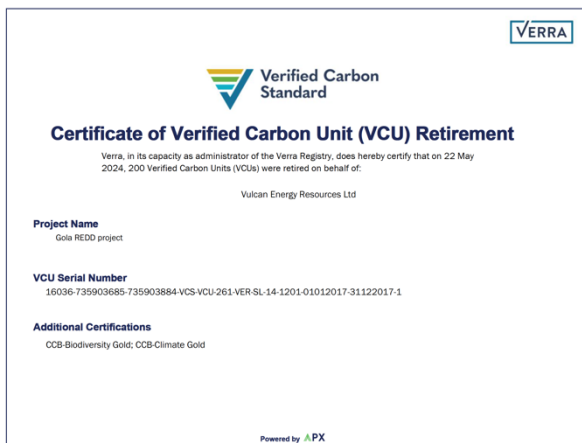 VERRA
Verified Carbon
Standard
Certificate of Verified Carbon Unit (VCU) Retirement
Verra, in its capacity as administrator of the Verra Registry, does hereby certify that on 22 May
2024, 200 Verified Carbon Units (VCUs) were retired on behalf of:
Vulcan Energy Resources Ltd
Project Name
Gola REDD project
VCU Serial Number
16036-735903685-735903884-VCS-VCU-261-VER-SL-14-1201-01012017-31122017-1
Additional Certifications
CCB-Biodiversity Gold; CCB-Climate Gold
Powered by APX